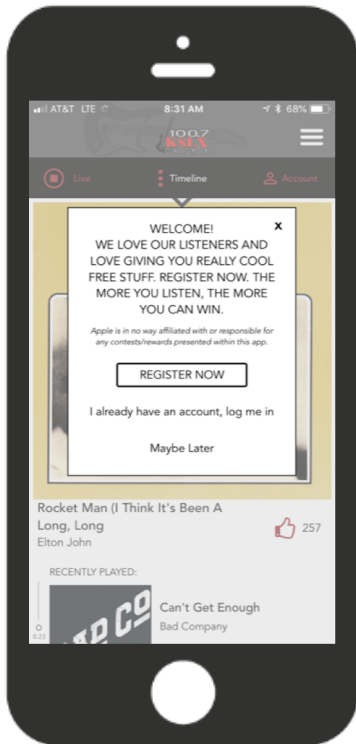 AT&T LTE 8:31 AM 68%
100.7
KSLX
Live Timeline Account
x
WELCOME!
WE LOVE OUR LISTENERS AND
LOVE GIVING YOU REALLY COOL
FREE STUFF. REGISTER NOW. THE
MORE YOU LISTEN, THE MORE
YOU CAN WIN.
Apple is in no way affiliated with or responsible for
any contests/rewards presented within this app.
REGISTER NOW
I already have an account, log me in
Maybe Later
Rocket Man (I Think It's Been A
Long, Long
257
Elton John
RECENTLY PLAYED:
Can't Get Enough
Bad Company
8:23
BAD CO